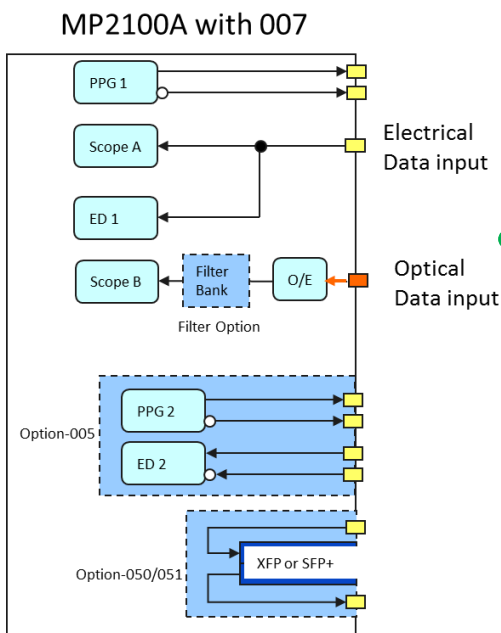 MP2100A with 007
PPG 1
Scope A
Electrical
Data input
ED 1
Scope B
Filter
Bank
O/E
Optical
Data input
Filter Option
PPG 2
Option-005
ED 2
XFP or SFP+
Option-050/051